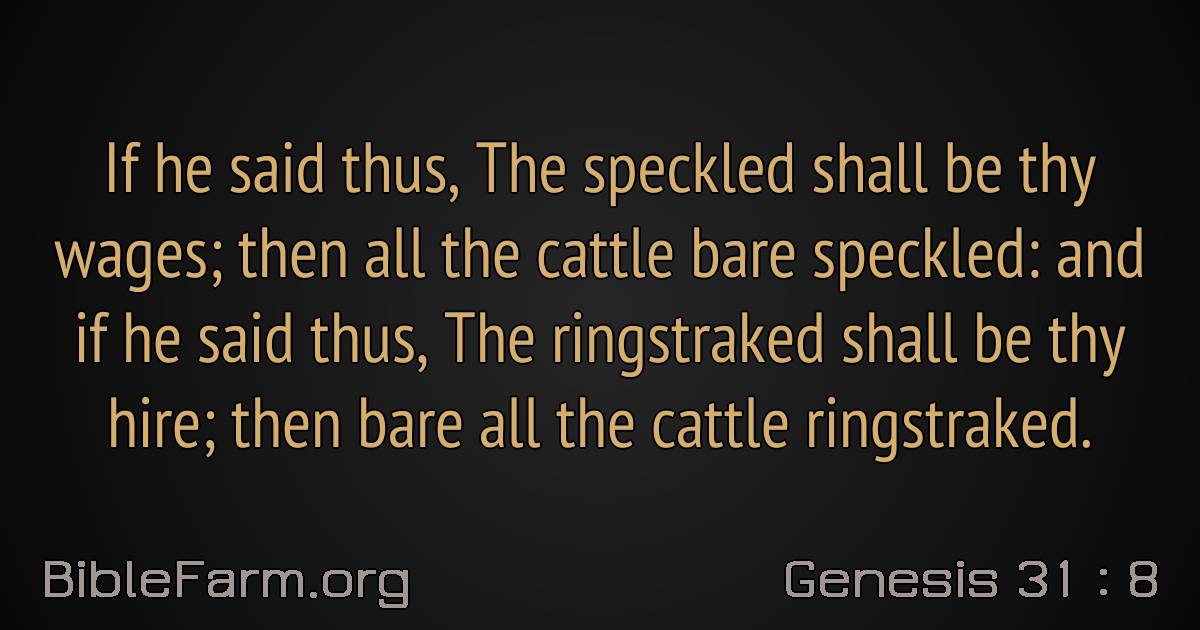 If he said thus, The speckled shall be thy
wages; then all the cattle bare speckled: and
if he said thus, The ringstraked shall be thy
hire; then bare all the cattle ringstraked.
BibleFarm.org
Genesis 31 : 8